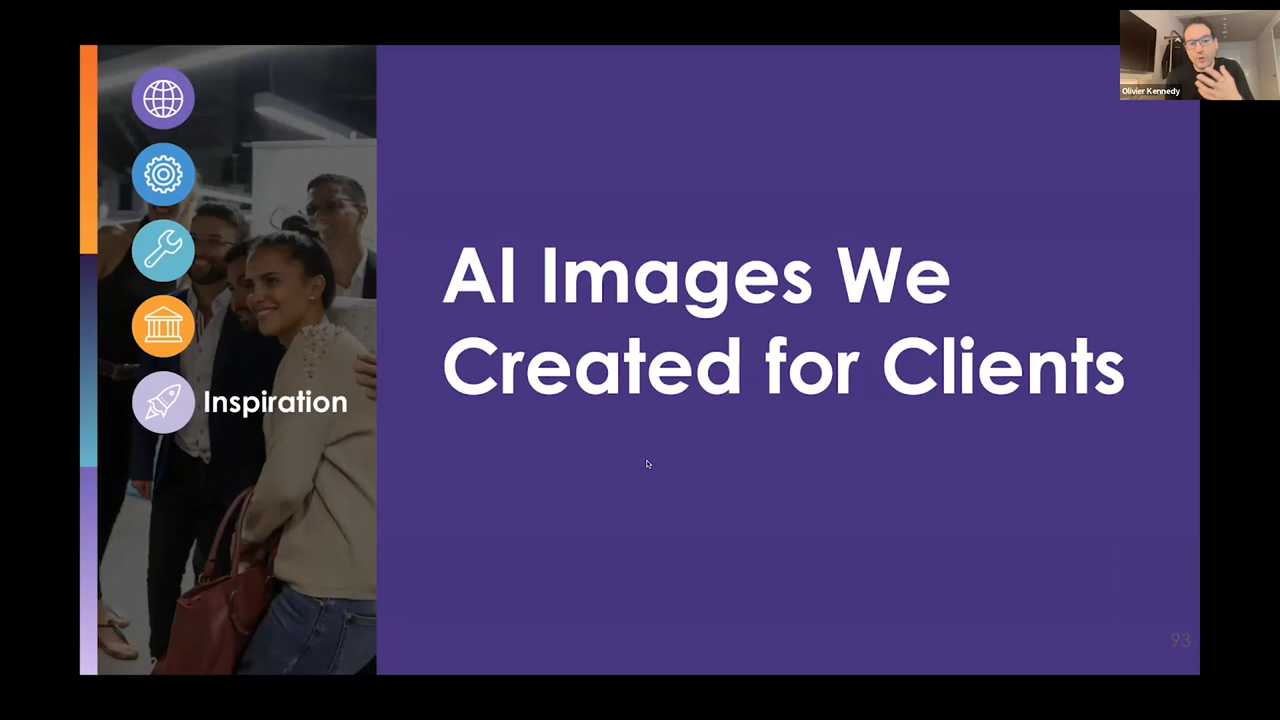 Olivier Kennedy
AI Images We
Created for Clients
Inspiration
93